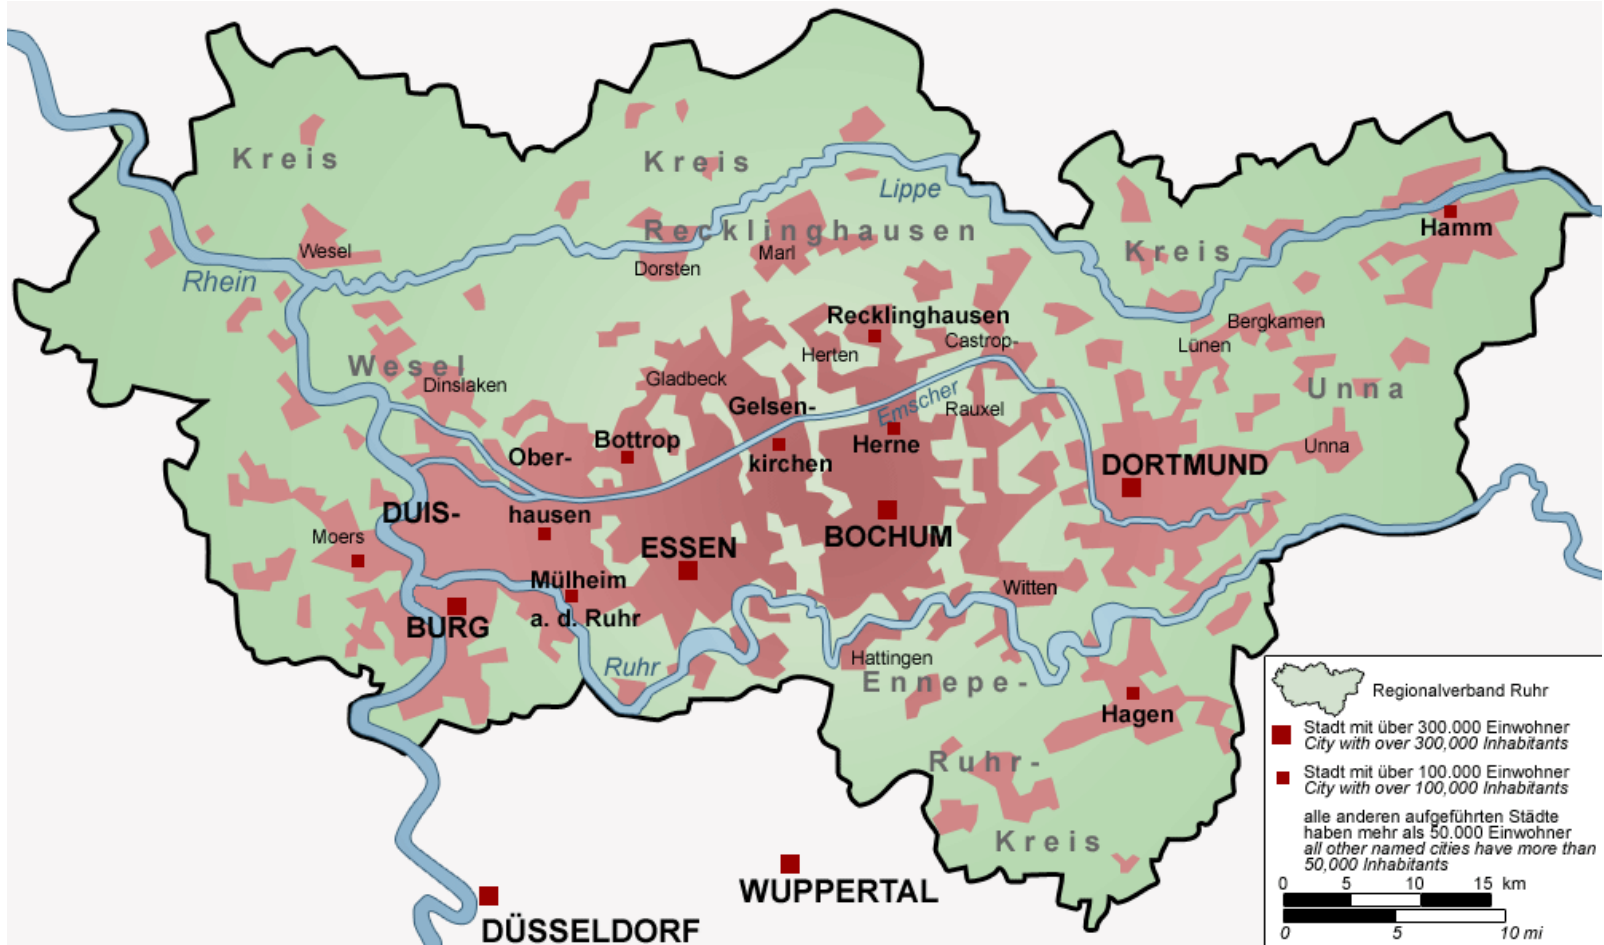 Kreis
Wesel
Kreis
Recklinghausen
Kreis
Unna
Ennepe-
Ruhr-
Kreis
Rhein
Lippe
Emscher
Ruhr
Wesel
Dorsten
Marl
Hamm
Bergkamen
Lünen
Recklinghausen
Herten
Castrop-
Rauxel
Dinslaken
Gladbeck
Gelsen-
kirchen
Herne
Bottrop
Ober-
hausen
Unna
DORTMUND
DUIS-
BURG
Moers
ESSEN
BOCHUM
Mülheim
a. d. Ruhr
Witten
Hattingen
Hagen
WUPPERTAL
DÜSSELDORF
Regionalverband Ruhr
Stadt mit über 300.000 Einwohner
City with over 300,000 Inhabitants
Stadt mit über 100.000 Einwohner
City with over 100,000 Inhabitants
alle anderen aufgeführten Städte
haben mehr als 50.000 Einwohner
all other named cities have more than
50,000 Inhabitants
0 5 10 15 km
0 5 10 mi